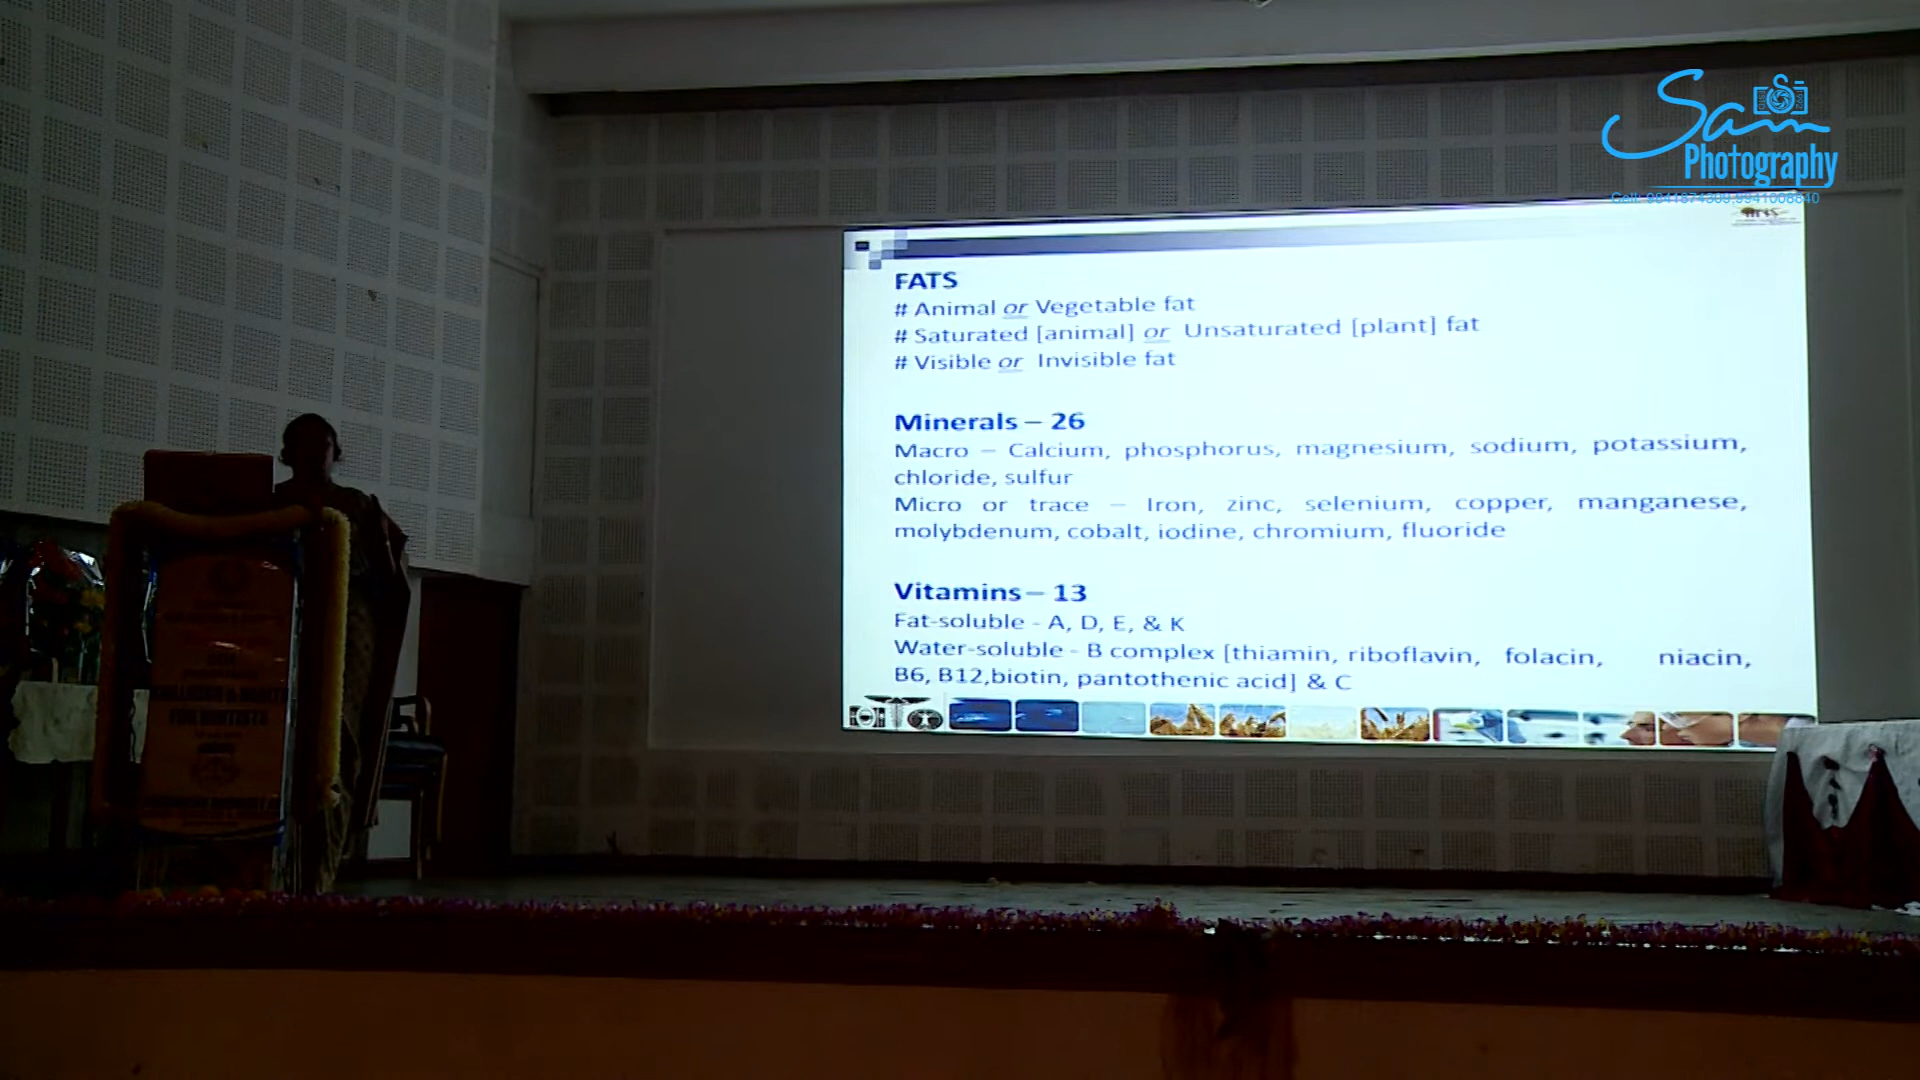 Sam
Photography
FATS
# Animal or Vegetable fat
# Saturated [animal] or Unsaturated [plant] fat
# Visible or Invisible fat
Minerals – 26
Macro – Calcium, phosphorus, magnesium, sodium, potassium,
chloride, sulfur
Micro or trace – Iron, zinc, selenium, copper, manganese,
molybdenum, cobalt, iodine, chromium, fluoride
Vitamins – 13
Fat-soluble - A, D, E, & K
Water-soluble - B complex [thiamin, riboflavin, folacin, niacin,
B6, B12,biotin, pantothenic acid] & C
FOR DENTISTS